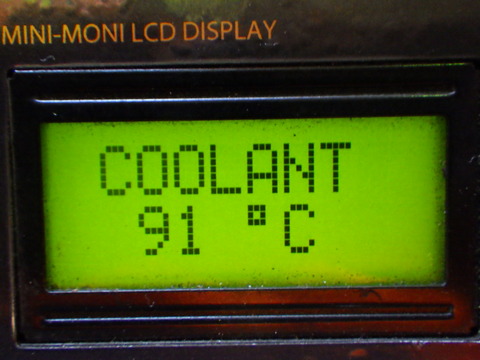 MINI-MONI LCD DISPLAY
COOLANT
91 °C